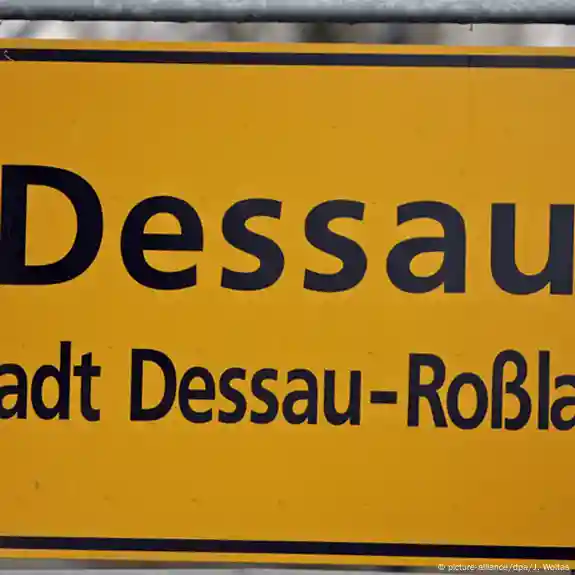 Dessau
adt Dessau-Roßla
© picture-alliance/dpa/J. Woitas